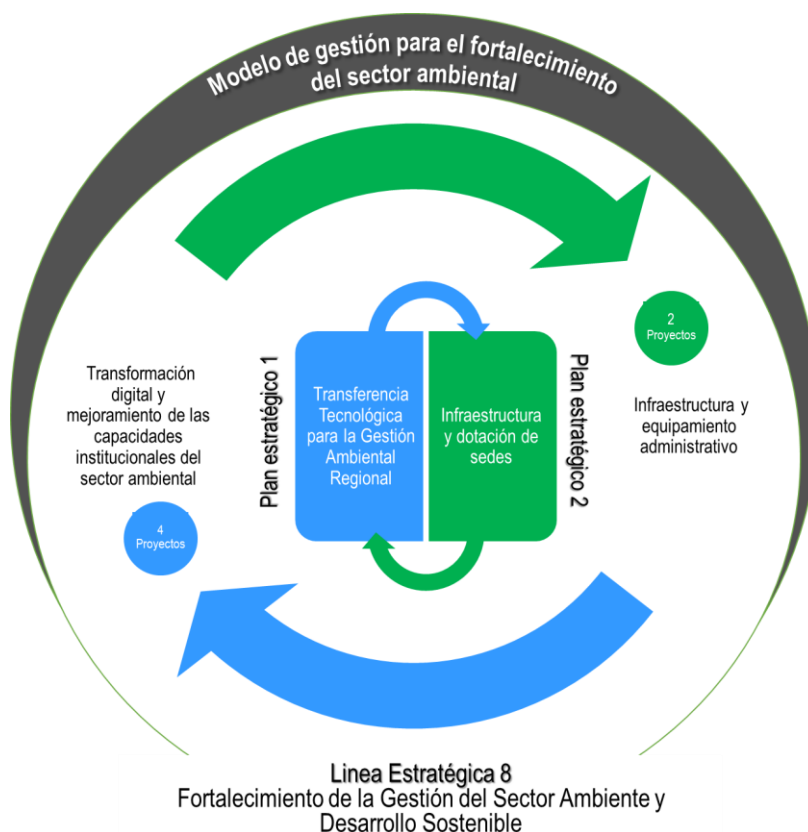 Modelo de gestión para el fortalecimiento
del sector ambiental
2
Proyectos
Transformación
digital y
mejoramiento de las
capacidades
institucionales del
sector ambiental
4
Proyectos
Plan estratégico 1
Transferencia
Tecnológica
para la Gestión
Ambiental
Regional
Infraestructura
y dotación de
sedes
Plan estratégico 2
Infraestructura y
equipamiento
administrativo
Linea Estratégica 8
Fortalecimiento de la Gestión del Sector Ambiente y
Desarrollo Sostenible